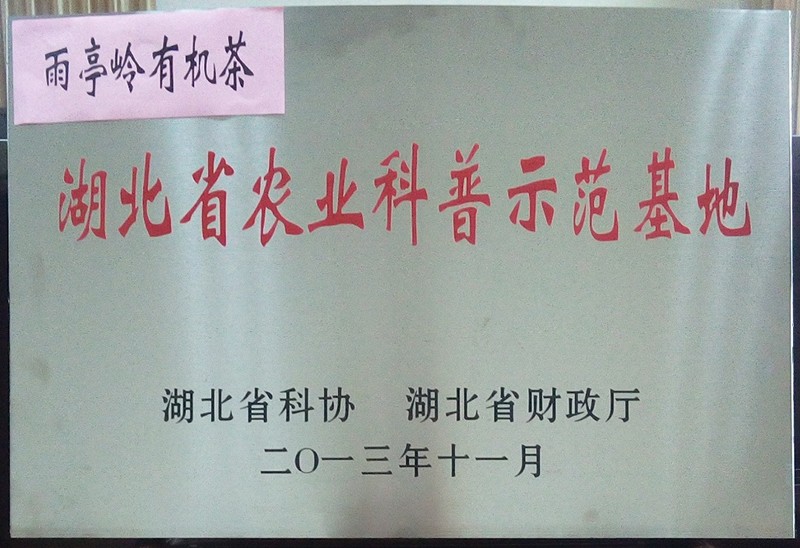 雨亭岭有机茶
湖北省农业科普示范基地
湖北省科协 湖北省财政厅
二〇一三年十一月